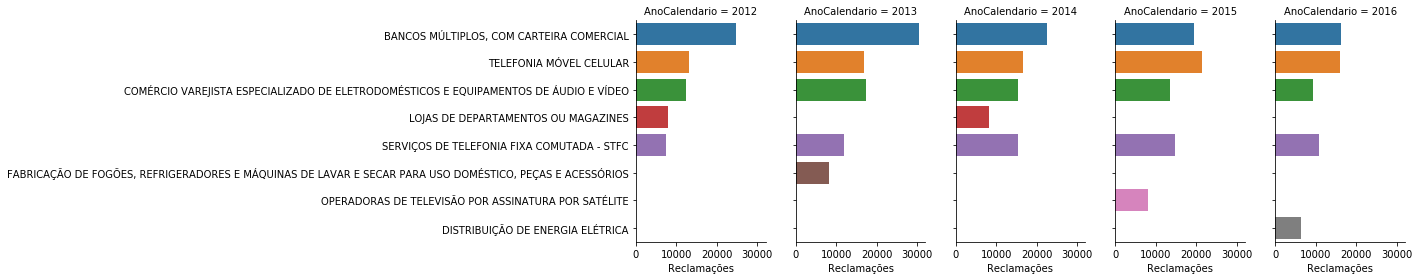 AnoCalendario = 2012
AnoCalendario = 2013
AnoCalendario = 2014
AnoCalendario = 2015
AnoCalendario = 2016
BANCOS MÚLTIPLOS, COM CARTEIRA COMERCIAL
TELEFONIA MÓVEL CELULAR
COMÉRCIO VAREJISTA ESPECIALIZADO DE ELETRODOMÉSTICOS E EQUIPAMENTOS DE ÁUDIO E VÍDEO
LOJAS DE DEPARTAMENTOS OU MAGAZINES
SERVIÇOS DE TELEFONIA FIXA COMUTADA - STFC
FABRICAÇÃO DE FOGÕES, REFRIGERADORES E MÁQUINAS DE LAVAR E SECAR PARA USO DOMÉSTICO, PEÇAS E ACESSÓRIOS
OPERADORAS DE TELEVISÃO POR ASSINATURA POR SATÉLITE
DISTRIBUIÇÃO DE ENERGIA ELÉTRICA
0 10000 20000 30000
0 10000 20000 30000
0 10000 20000 30000
0 10000 20000 30000
0 10000 20000 30000
Reclamações
Reclamações
Reclamações
Reclamações
Reclamações